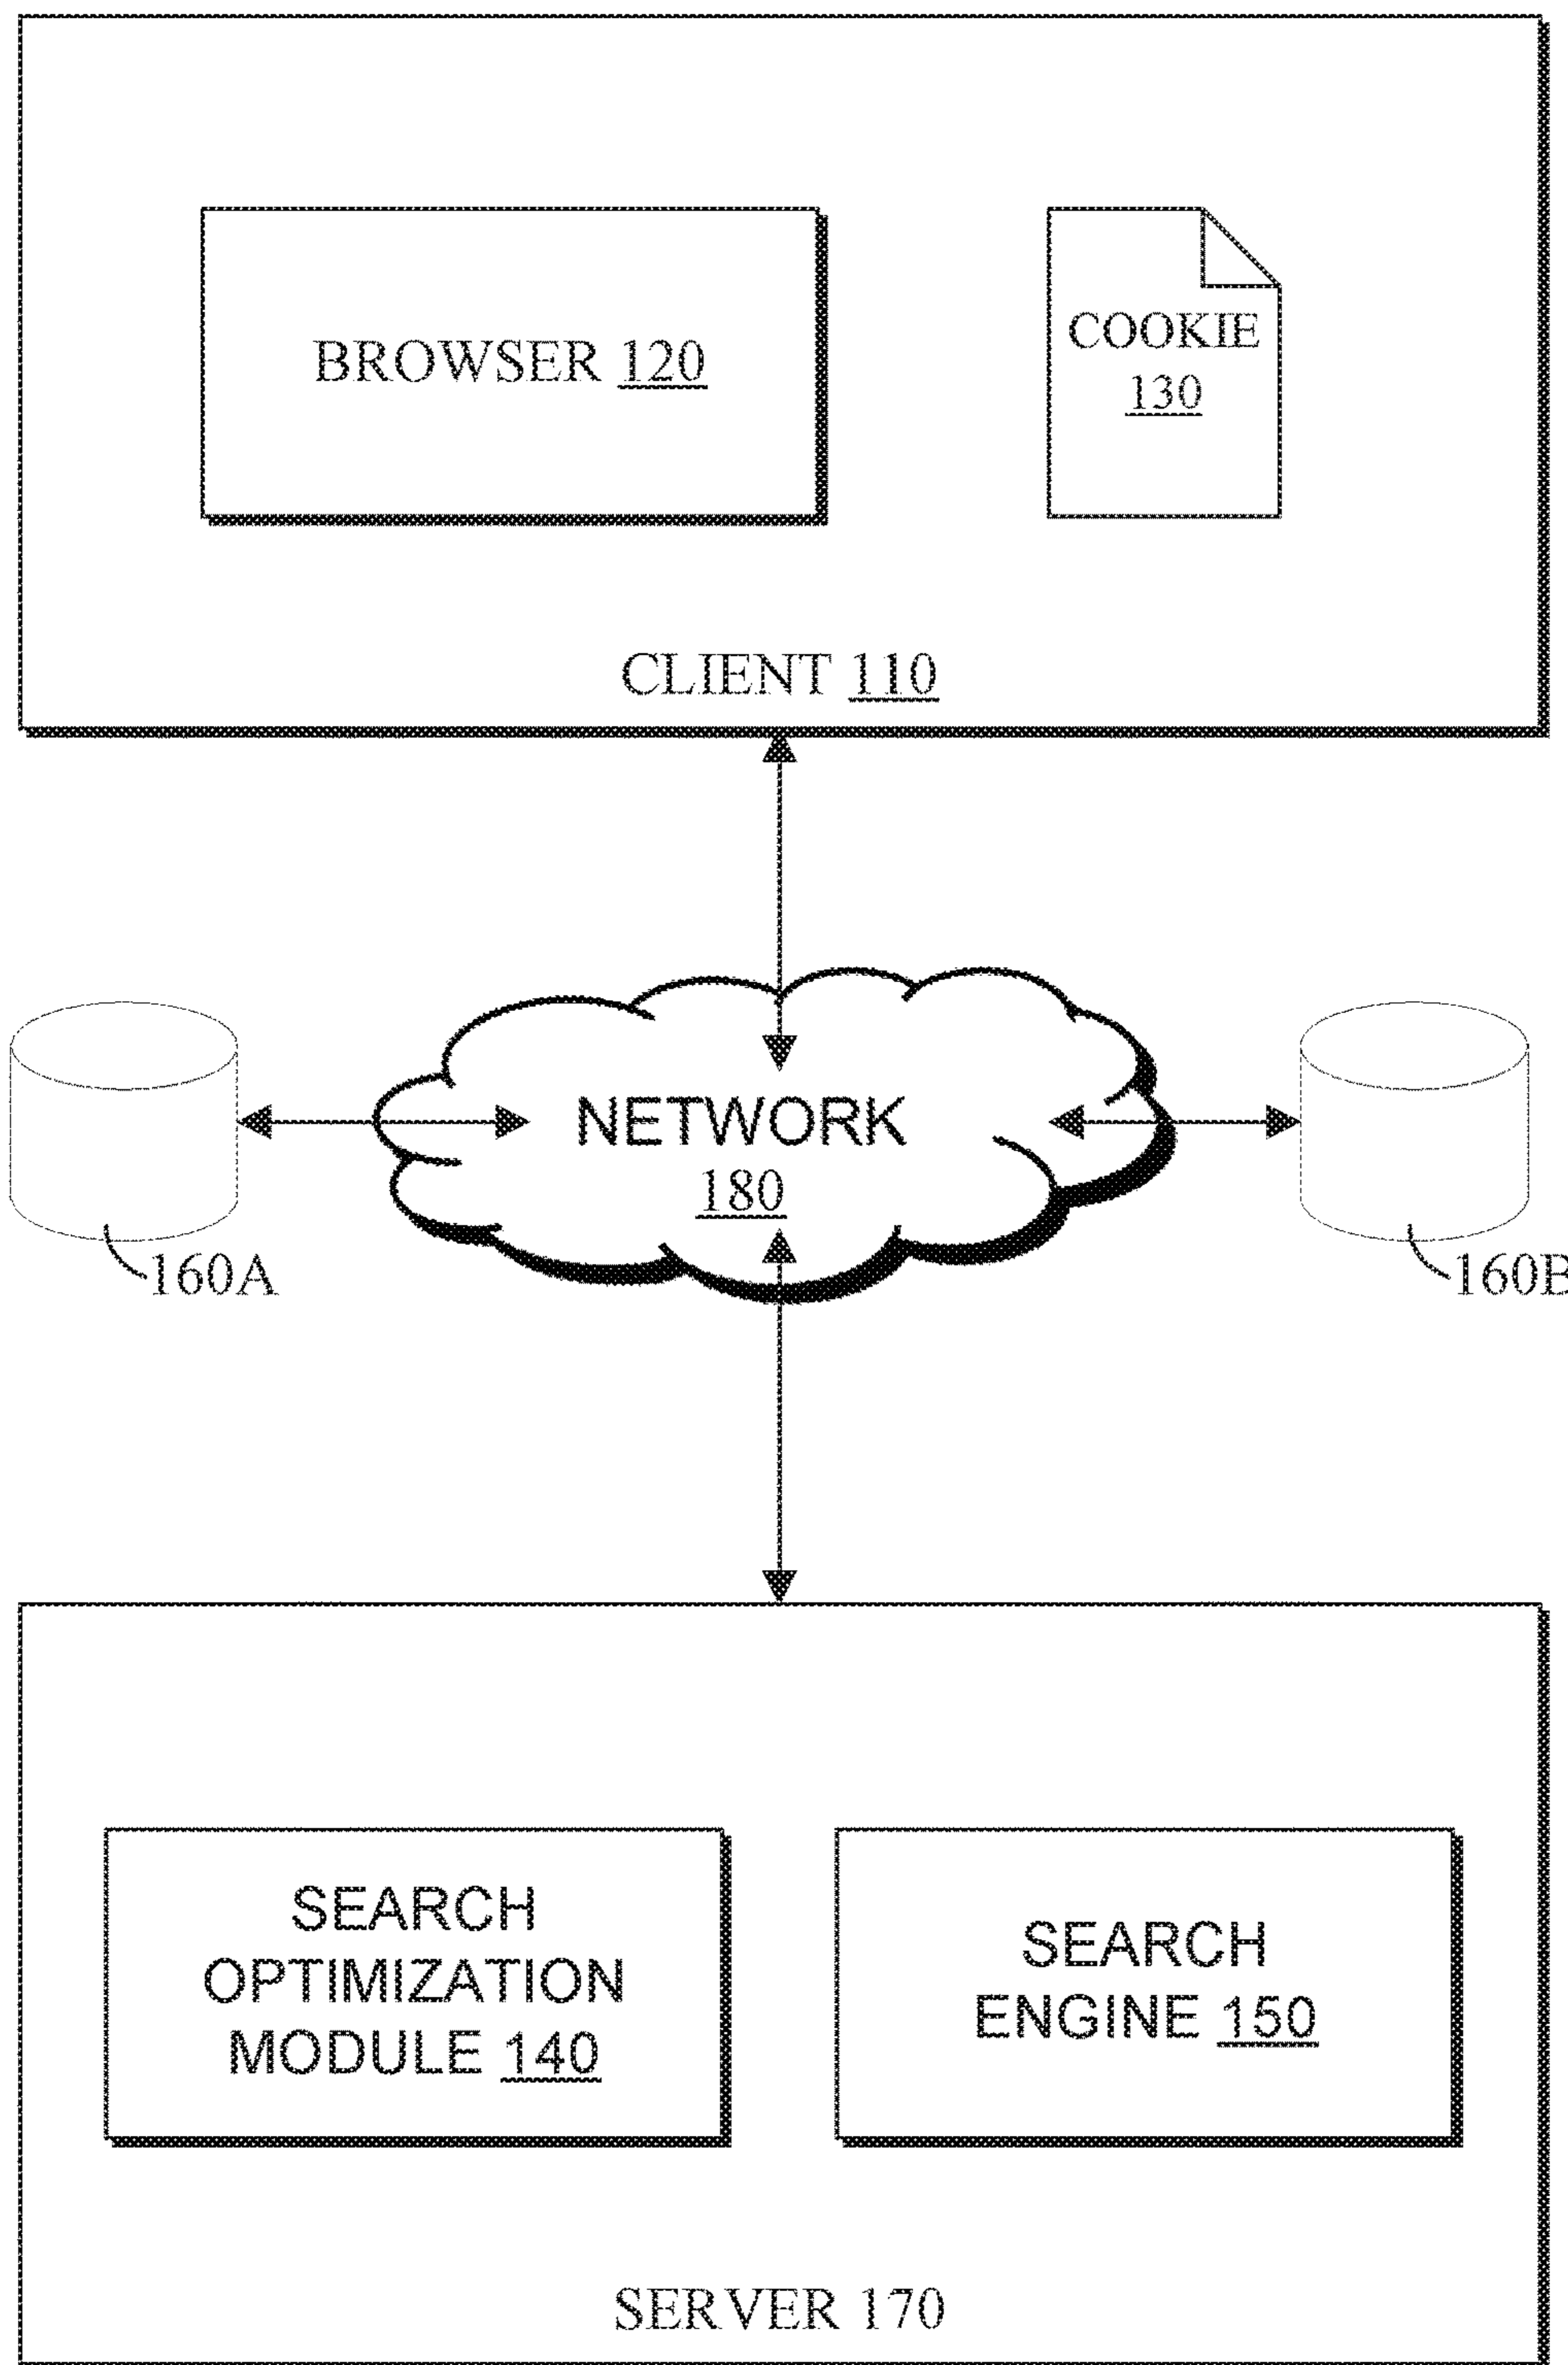 BROWSER 120
COOKIE
130
CLIENT 110
NETWORK
180
160A
160B
SEARCH
OPTIMIZATION
MODULE 140
SEARCH
ENGINE 150
SERVER 170